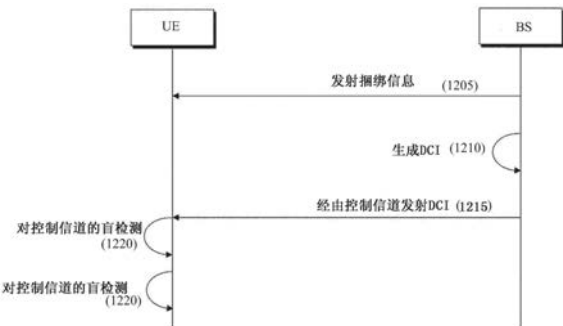 UE
BS
发射捆绑信息 (1205)
生成DCI (1210)
经由控制信道发射DCI (1215)
对控制信道的盲检测
(1220)
对控制信道的盲检测
(1220)